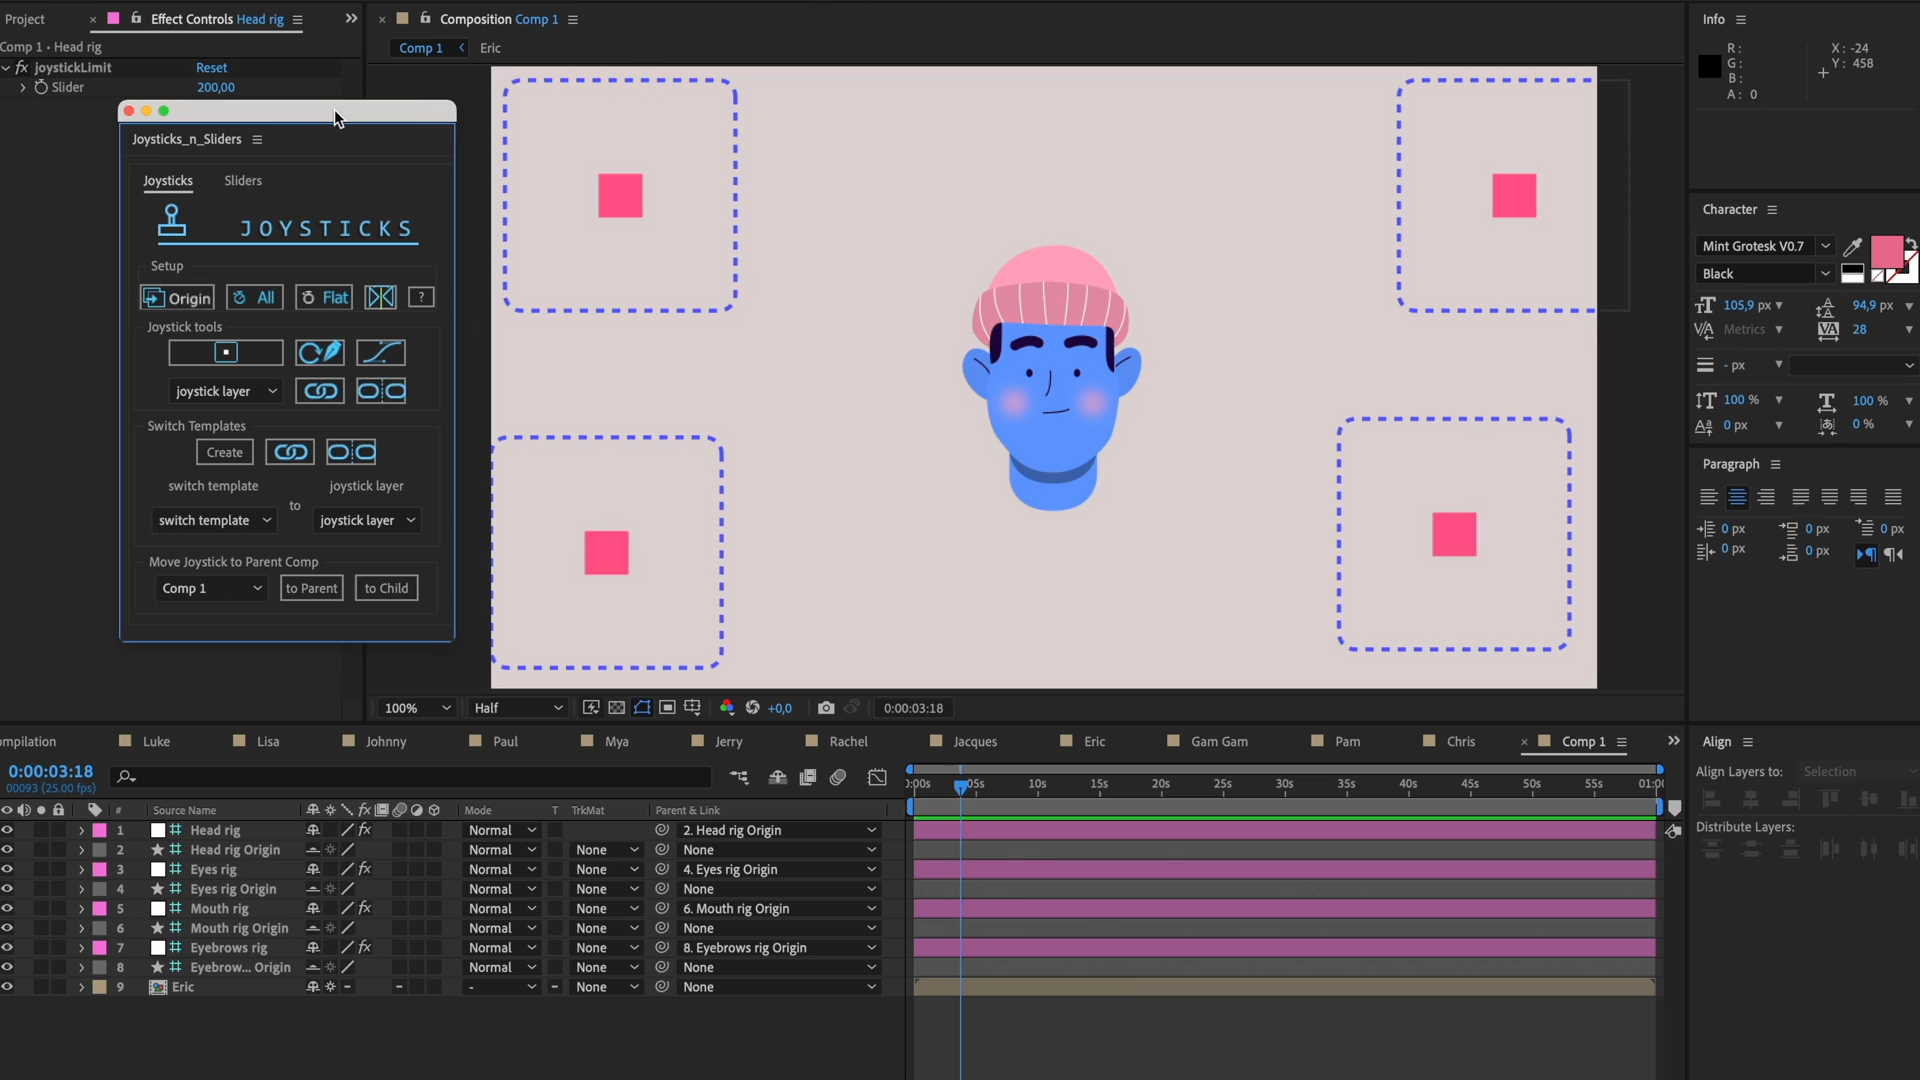 Project
Effect Controls Head rig
Comp 1 • Head rig
fx joystickLimit Reset
Slider 200,00
Joysticks_n_Sliders
Joysticks Sliders
JOYSTICKS
Setup
Origin All Flat ?
Joystick tools
joystick layer
Switch Templates
Create
switch template joystick layer
to
switch template joystick layer
Move Joystick to Parent Comp
Comp 1 to Parent to Child
Composition Comp 1
Comp 1 Eric
100% Half +0,0 0:00:03:18
Info
R: X: -24
G: Y: 458
B:
A: 0
Character
Mint Grotesk V0.7
Black
105,9 px 94,9 px
Metrics 28
- px
100 % 100 %
0 px 0 %
Paragraph
0 px 0 px 0 px
0 px 0 px
Align
Align Layers to: Selection
Distribute Layers:
ompilation Luke Lisa Johnny Paul Mya Jerry Rachel Jacques Eric Gam Gam Pam Chris Comp 1
0:00:03:18
00093 (25.00 fps)
:00s 05s 10s 15s 20s 25s 30s 35s 40s 45s 50s 55s 01:0
# Source Name fx Mode T TrkMat Parent & Link
1 Head rig fx Normal 2. Head rig Origin
2 Head rig Origin Normal None None
3 Eyes rig fx Normal None 4. Eyes rig Origin
4 Eyes rig Origin Normal None None
5 Mouth rig fx Normal None 6. Mouth rig Origin
6 Mouth rig Origin Normal None None
7 Eyebrows rig fx Normal None 8. Eyebrows rig Origin
8 Eyebrow... Origin Normal None None
9 Eric - None None